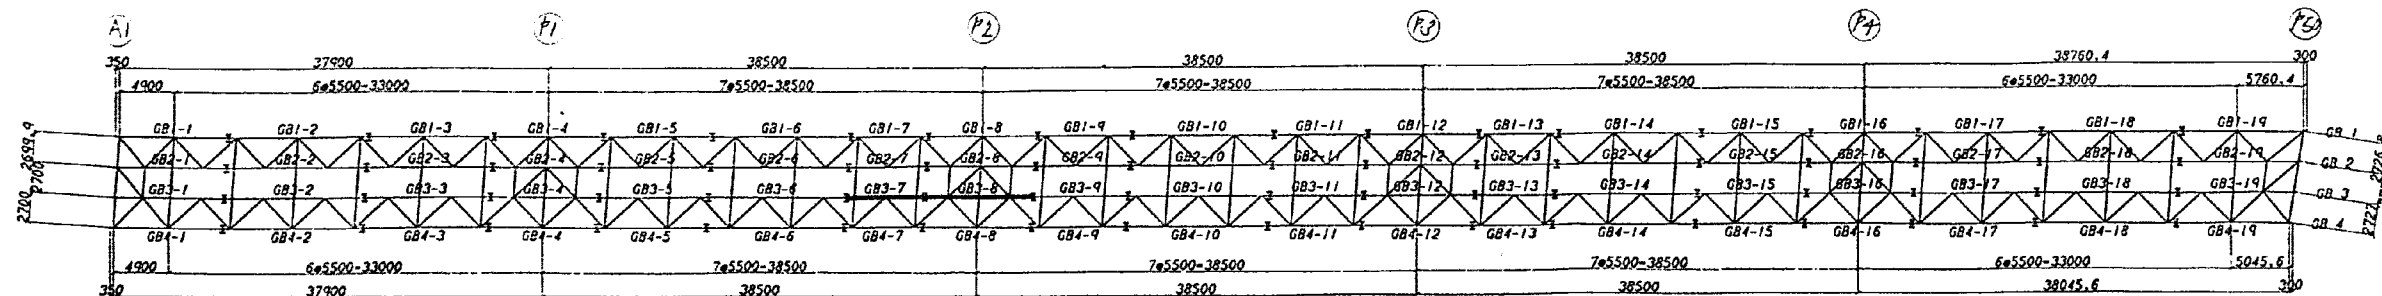 A1 P1 P2 P3 P4 P5
350 37900 38500 38500 38500 38760.4 300
4900 6@5500-33000 7@5500-38500 7@5500-38500 7@5500-38500 6@5500-33000 5760.4
GB1-1 GB1-2 GB1-3 GB1-4 GB1-5 GB1-6 GB1-7 GB1-8 GB1-9 GB1-10 GB1-11 GB1-12 GB1-13 GB1-14 GB1-15 GB1-16 GB1-17 GB1-18 GB1-19 GB 1
2699.9
GB2-1 GB2-2 GB2-3 GB2-4 GB2-5 GB2-6 GB2-7 GB2-8 GB2-9 GB2-10 GB2-11 GB2-12 GB2-13 GB2-14 GB2-15 GB2-16 GB2-17 GB2-18 GB2-19 GB 2
2700
GB3-1 GB3-2 GB3-3 GB3-4 GB3-5 GB3-6 GB3-7 GB3-8 GB3-9 GB3-10 GB3-11 GB3-12 GB3-13 GB3-14 GB3-15 GB3-16 GB3-17 GB3-18 GB3-19 GB 3
2700
GB4-1 GB4-2 GB4-3 GB4-4 GB4-5 GB4-6 GB4-7 GB4-8 GB4-9 GB4-10 GB4-11 GB4-12 GB4-13 GB4-14 GB4-15 GB4-16 GB4-17 GB4-18 GB4-19 GB 4
4900 6@5500-33000 7@5500-38500 7@5500-38500 7@5500-38500 6@5500-33000 5045.6
350 37900 38500 38500 38500 38045.6 300